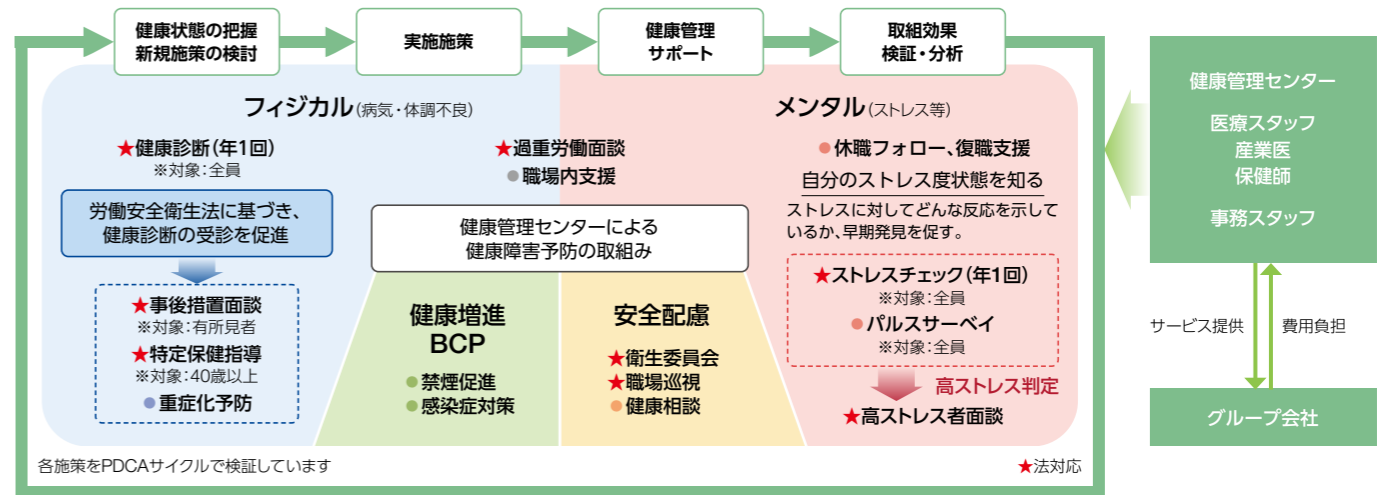 健康状態の把握
新規施策の検討
実施施策
健康管理
サポート
取組効果
検証・分析
フィジカル(病気・体調不良)
★健康診断(年1回)
※対象:全員
労働安全衛生法に基づき、
健康診断の受診を促進
★事後措置面談
※対象:有所見者
★特定保健指導
※対象:40歳以上
●重症化予防
★過重労働面談
●職場内支援
健康管理センターによる
健康障害予防の取組み
健康増進
BCP
●禁煙促進
●感染症対策
安全配慮
★衛生委員会
★職場巡視
●健康相談
メンタル(ストレス等)
●休職フォロー、復職支援
自分のストレス度状態を知る
ストレスに対してどんな反応を示して
いるか、早期発見を促す。
★ストレスチェック(年1回)
※対象:全員
●パルスサーベイ
※対象:全員
高ストレス判定
★高ストレス者面談
各施策をPDCAサイクルで検証しています
★法対応
健康管理センター
医療スタッフ
産業医
保健師
事務スタッフ
サービス提供
費用負担
グループ会社